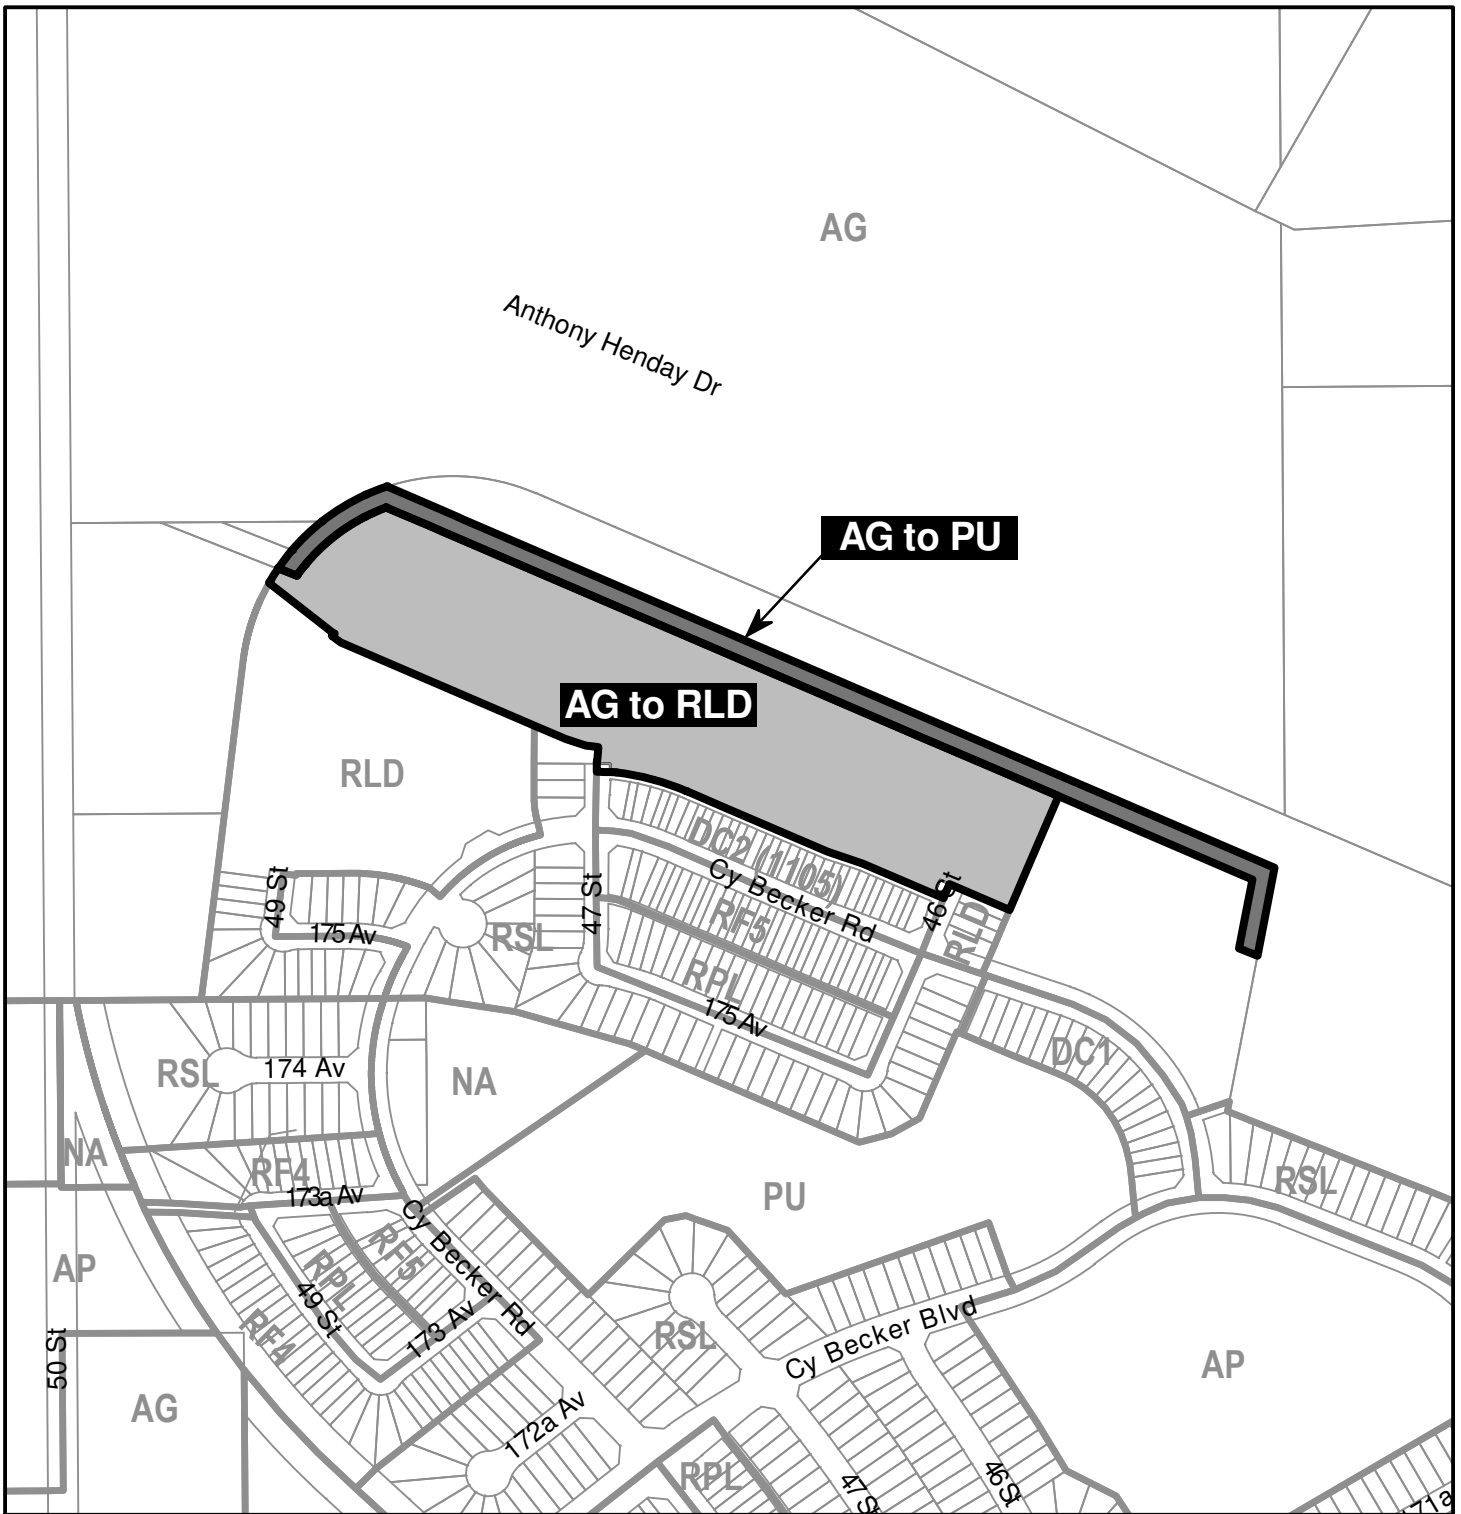 AG
Anthony Henday Dr
AG to PU
AG to RLD
RLD
DC2 (1105)
Cy Becker Rd
49 St
175 Av
RSL
47 St
RF5
46 St
RLD
RPL
175 Av
DC1
RSL
174 Av
NA
NA
RF4
173a Av
PU
RSL
Cy Becker Rd
RF5
RPL
49 St
173 Av
RF4
AP
50 St
AG
RSL
Cy Becker Blvd
AP
172a Av
RPL
47 St
46 St
71a